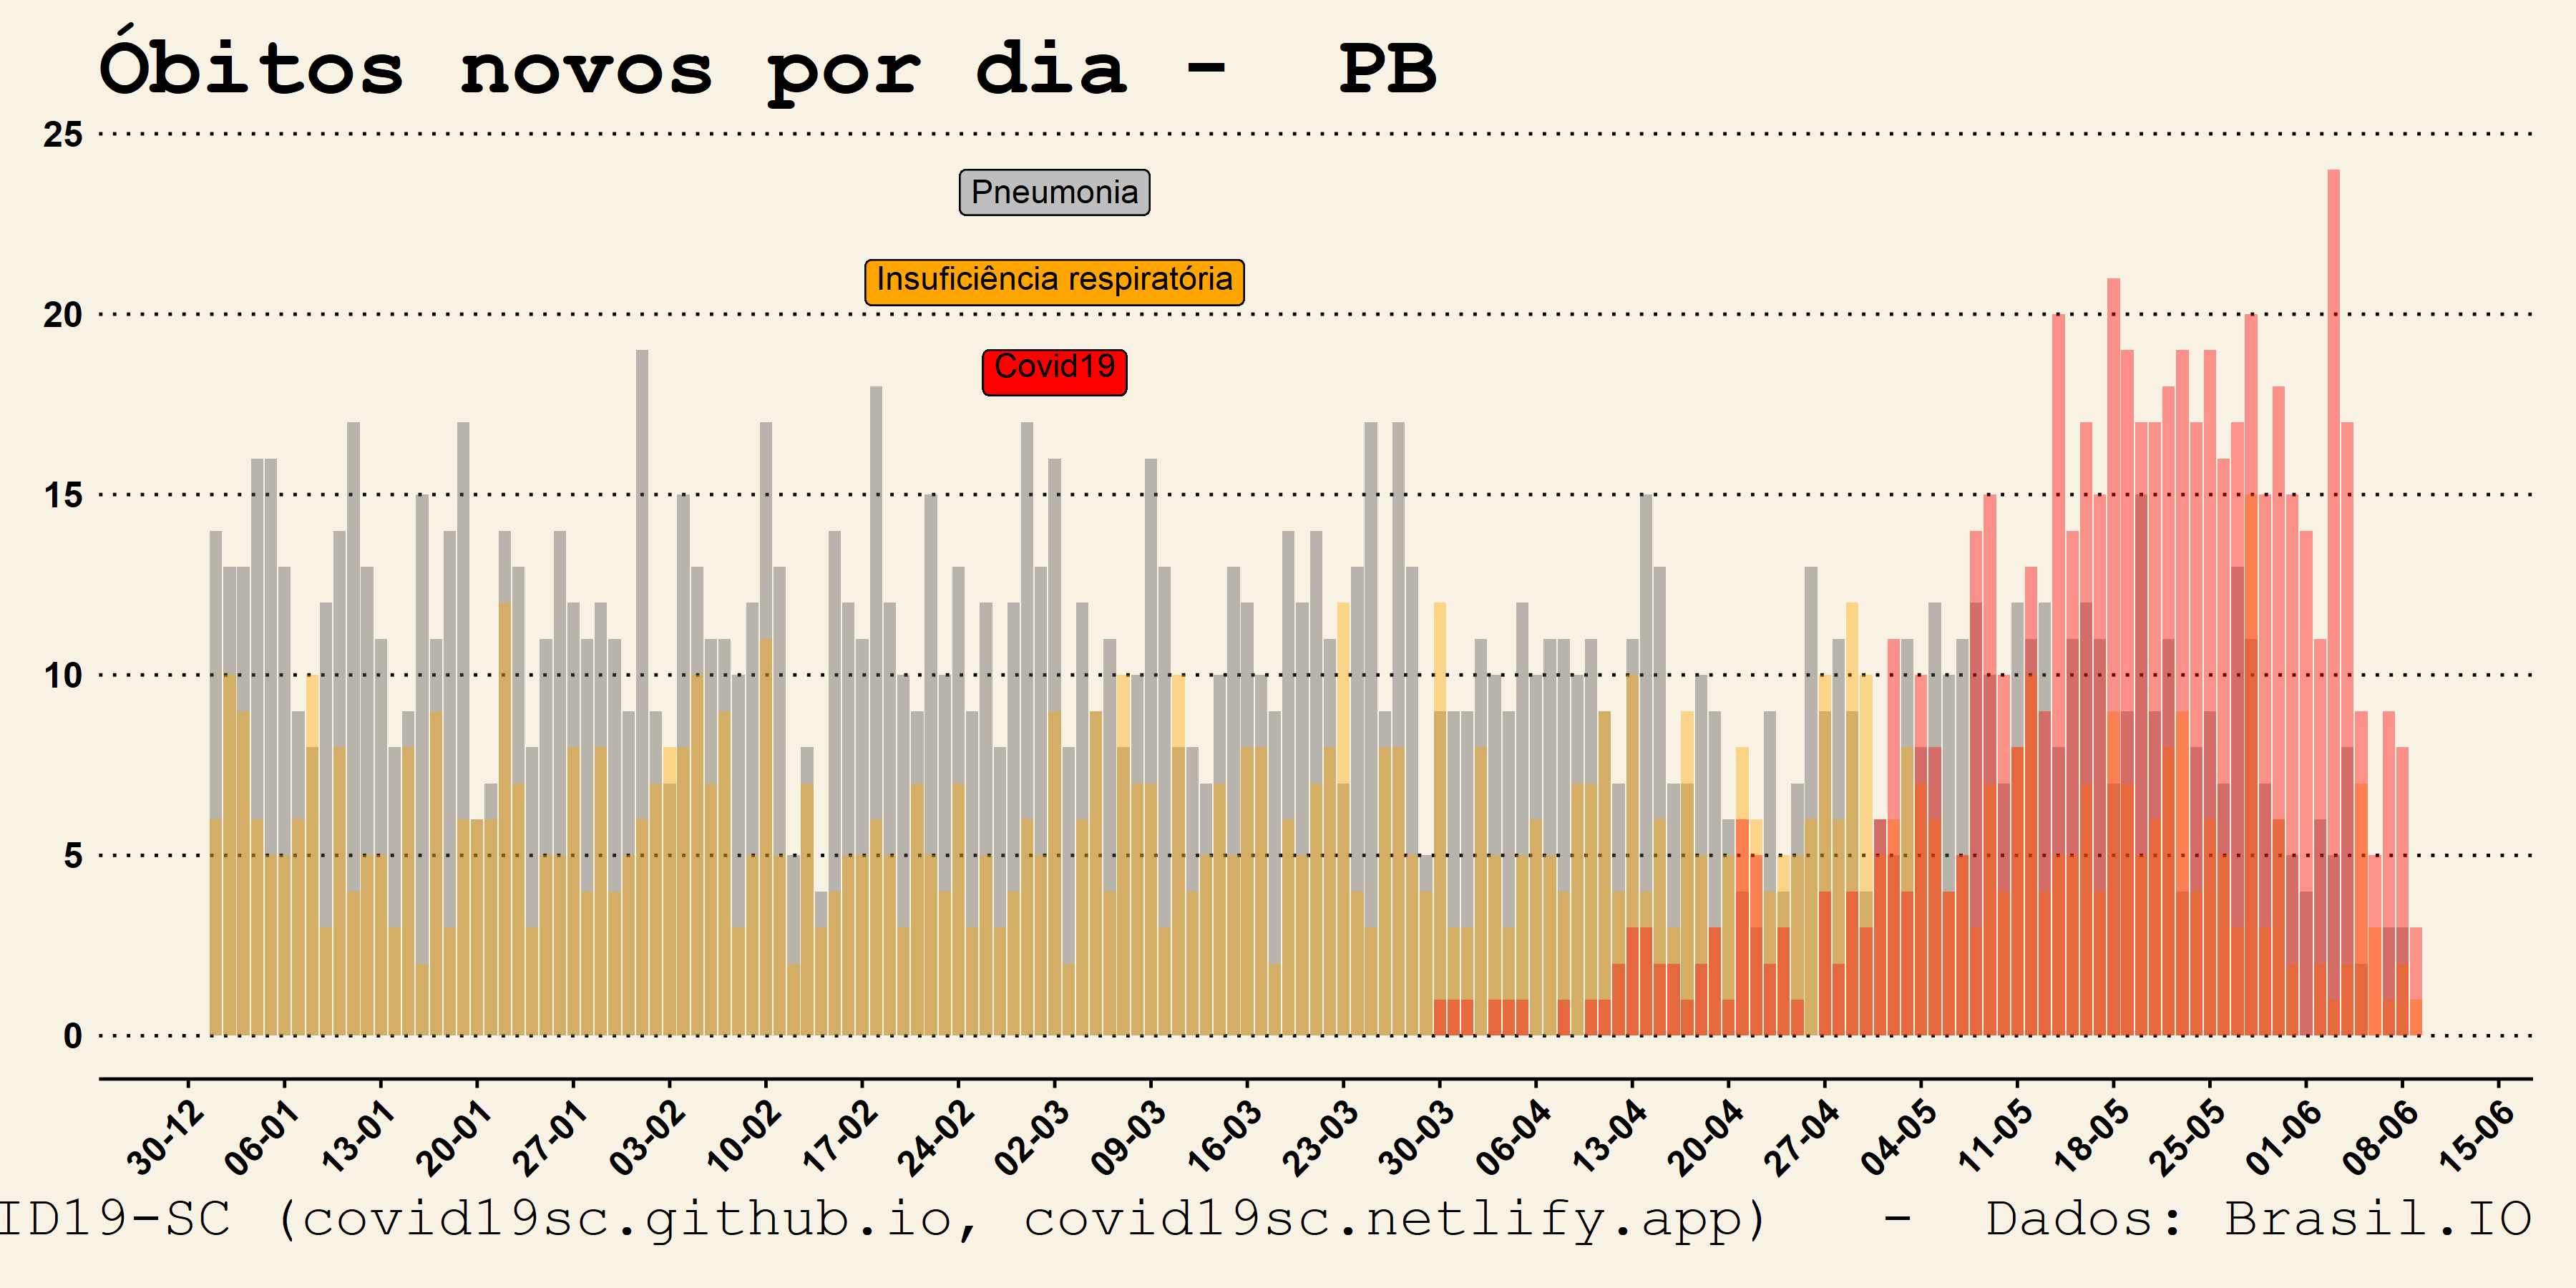 Óbitos novos por dia - PB
25
Pneumonia
Insuficiência respiratória
20
Covid19
15
10
5
0
30-12 06-01 13-01 20-01 27-01 03-02 10-02 17-02 24-02 02-03 09-03 16-03 23-03 30-03 06-04 13-04 20-04 27-04 04-05 11-05 18-05 25-05 01-06 08-06 15-06
ID19-SC (covid19sc.github.io, covid19sc.netlify.app) - Dados: Brasil.IO